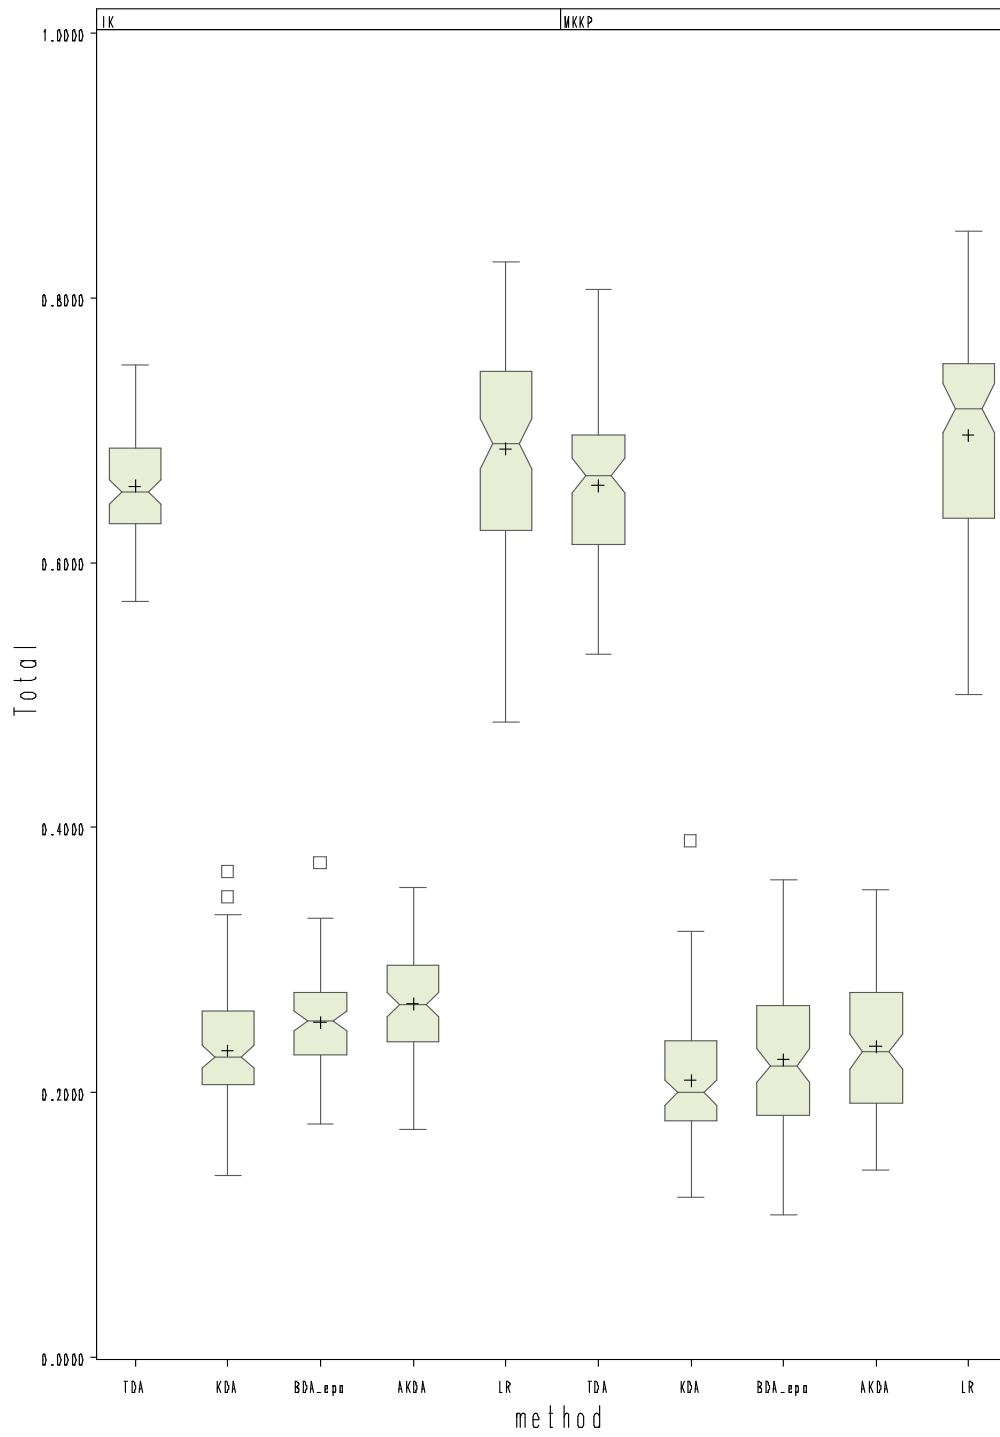 IK MKKP
1.0000
0.8000
0.6000
0.4000
0.2000
0.0000
Total
TDA KDA BDA_epa AKDA LR TDA KDA BDA_epa AKDA LR
method